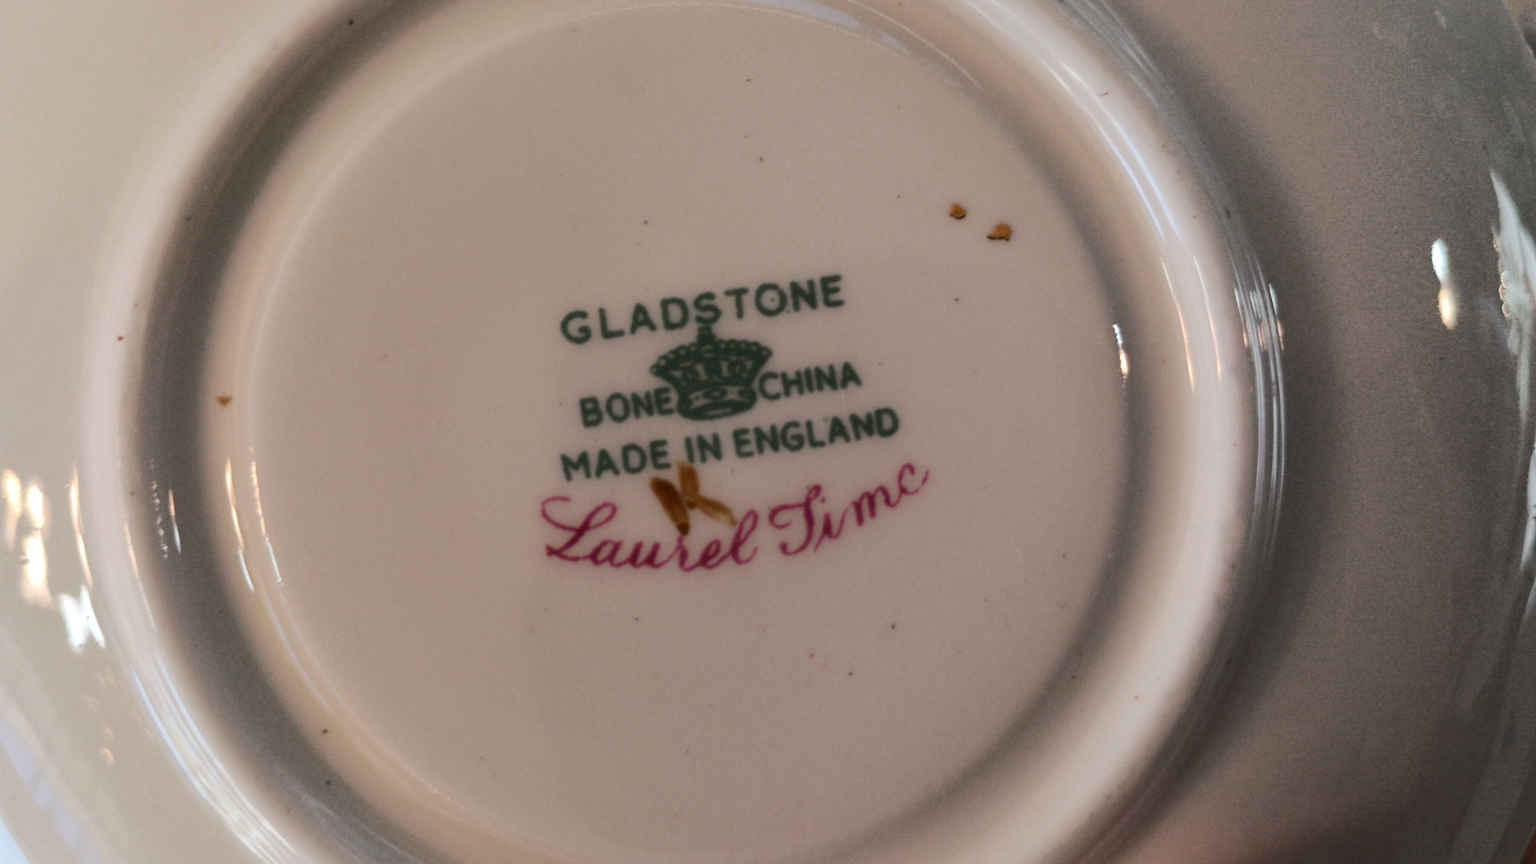 GLADSTONE
BONE CHINA
MADE IN ENGLAND
K
Laurel Time